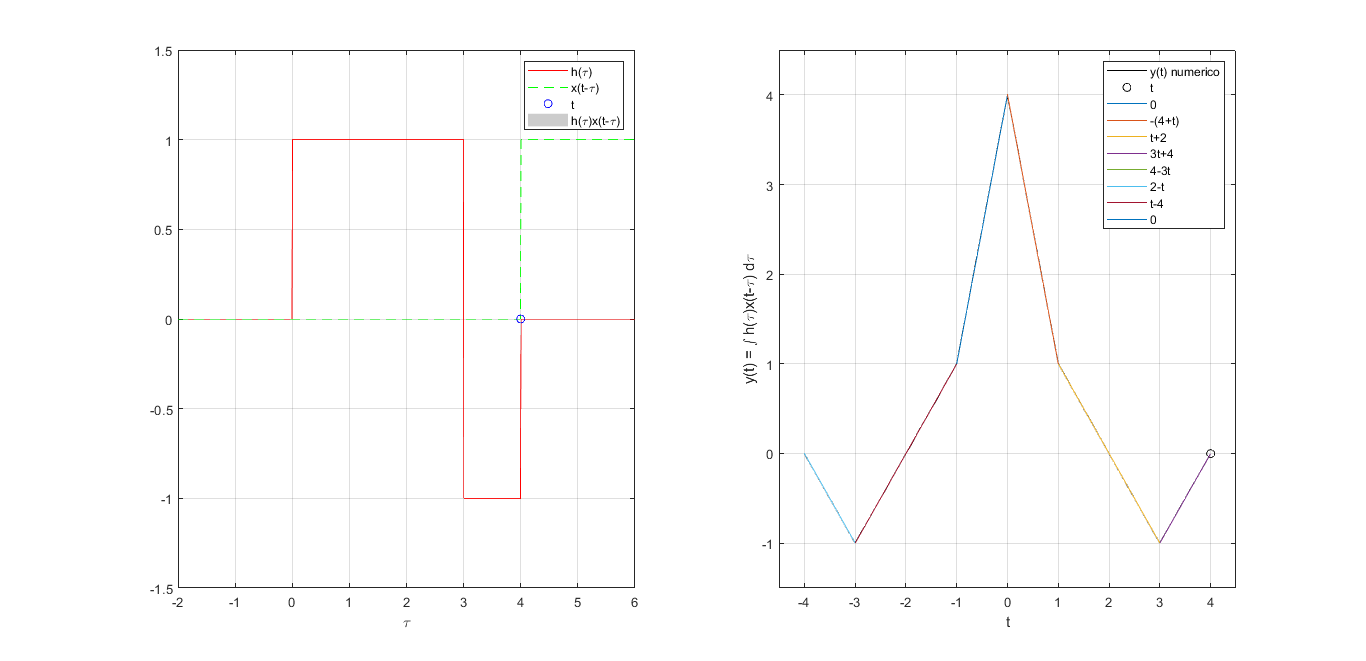 1.5
1
0.5
0
-0.5
-1
-1.5
-2 -1 0 1 2 3 4 5 6
τ
h(τ)
x(t-τ)
t
h(τ)x(t-τ)
y(t) = ∫ h(τ)x(t-τ) dτ
4
3
2
1
0
-1
-4 -3 -2 -1 0 1 2 3 4
t
y(t) numerico
t
0
-(4+t)
t+2
3t+4
4-3t
2-t
t-4
0